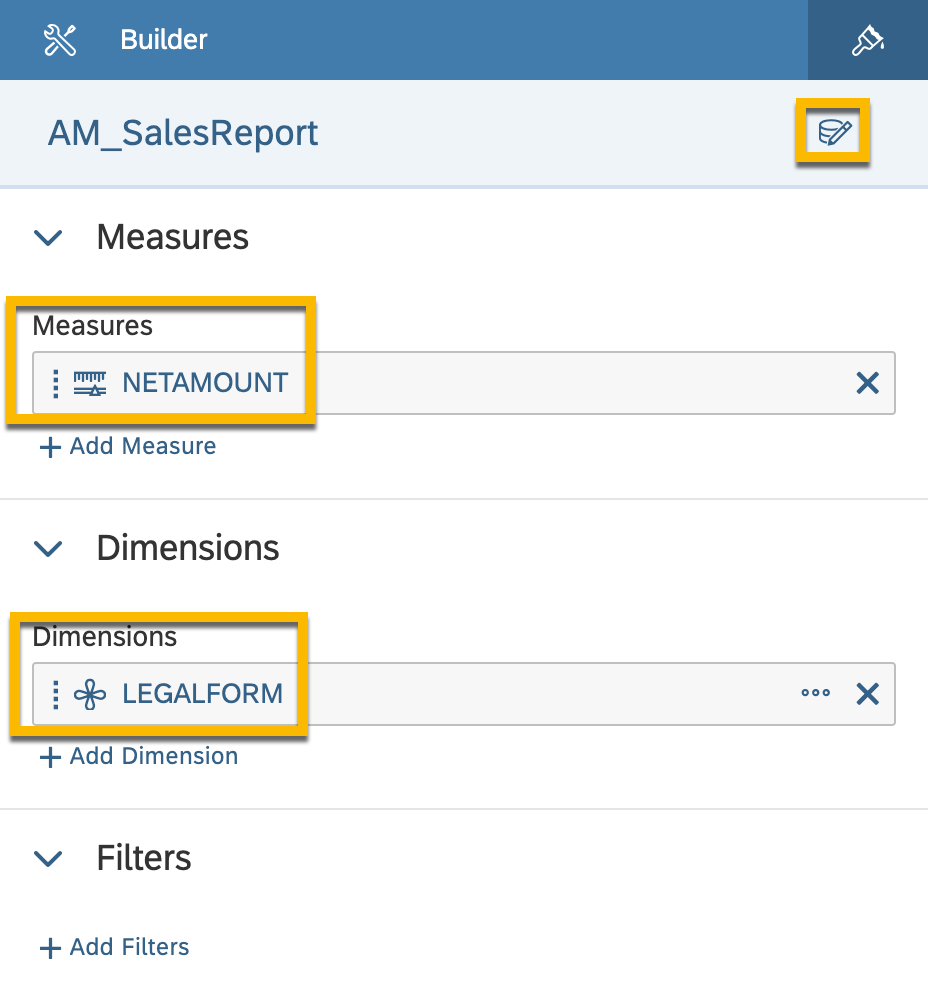 Builder
AM_SalesReport
Measures
Measures
NETAMOUNT
Add Measure
Dimensions
Dimensions
LEGALFORM
Add Dimension
Filters
Add Filters